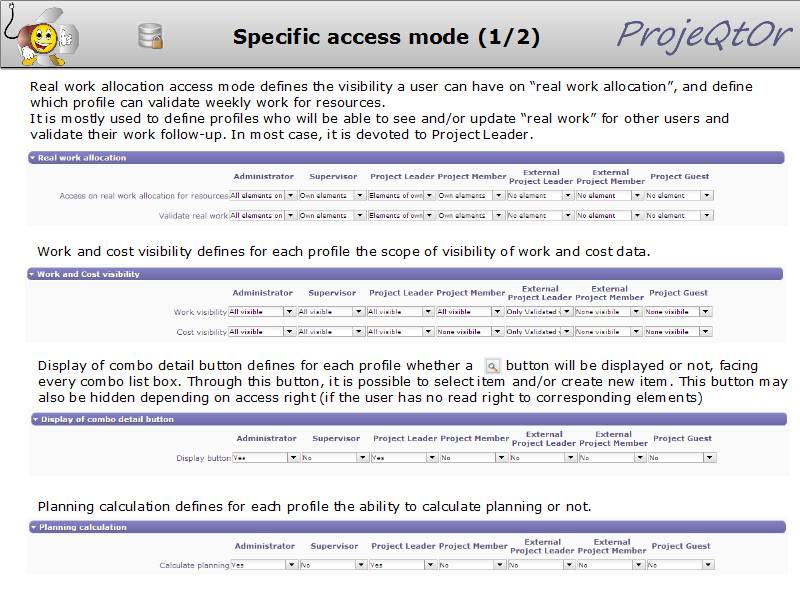 Specific access mode (1/2)
ProjeQtOr
Real work allocation access mode defines the visibility a user can have on “real work allocation”, and define
which profile can validate weekly work for resources.
It is mostly used to define profiles who will be able to see and/or update “real work” for other users and
validate their work follow-up. In most case, it is devoted to Project Leader.
Real work allocation
Administrator Supervisor Project Leader Project Member External Project Leader External Project Member Project Guest
Access on real work allocation for resources All elements on Own elements Elements of own Own elements No element No element No element
Validate real work All elements on Own elements Elements of own Own elements No element No element No element
Work and cost visibility defines for each profile the scope of visibility of work and cost data.
Work and Cost visibility
Administrator Supervisor Project Leader Project Member External Project Leader External Project Member Project Guest
Work visibility All visible All visible All visible All visible Only Validated None visibile None visibile
Cost visibility All visible All visible All visible None visibile Only Validated None visibile None visibile
Display of combo detail button defines for each profile whether a button will be displayed or not, facing
every combo list box. Through this button, it is possible to select item and/or create new item. This button may
also be hidden depending on access right (if the user has no read right to corresponding elements)
Display of combo detail button
Administrator Supervisor Project Leader Project Member External Project Leader External Project Member Project Guest
Display button Yes No Yes No No No No
Planning calculation defines for each profile the ability to calculate planning or not.
Planning calculation
Administrator Supervisor Project Leader Project Member External Project Leader External Project Member Project Guest
Calculate planning Yes No Yes No No No No